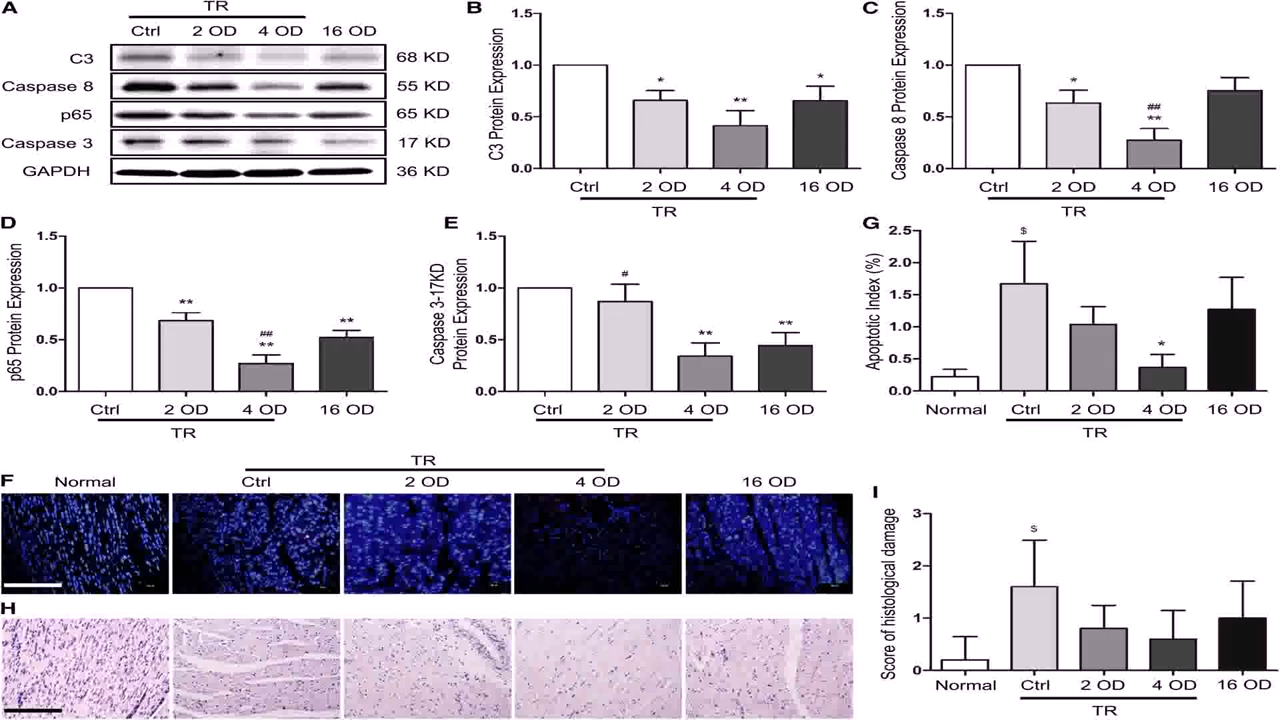 A
TR
Ctrl 2 OD 4 OD 16 OD
C3 68 KD
Caspase 8 55 KD
p65 65 KD
Caspase 3 17 KD
GAPDH 36 KD
B
C3 Protein Expression
1.5
1.0
0.5
0.0
* ** *
Ctrl 2 OD 4 OD 16 OD
TR
C
Caspase 8 Protein Expression
1.5
1.0
0.5
0.0
* ## **
Ctrl 2 OD 4 OD 16 OD
TR
D
p65 Protein Expression
1.5
1.0
0.5
0.0
** ## ** **
Ctrl 2 OD 4 OD 16 OD
TR
E
Caspase 3-17KD
Protein Expression
1.5
1.0
0.5
0.0
# ** **
Ctrl 2 OD 4 OD 16 OD
TR
G
Apoptotic Index (%)
2.5
2.0
1.5
1.0
0.5
0.0
$ *
Normal Ctrl 2 OD 4 OD 16 OD
TR
TR
F
Normal Ctrl 2 OD 4 OD 16 OD
H
I
Score of histological damage
3
2
1
0
$
Normal Ctrl 2 OD 4 OD 16 OD
TR